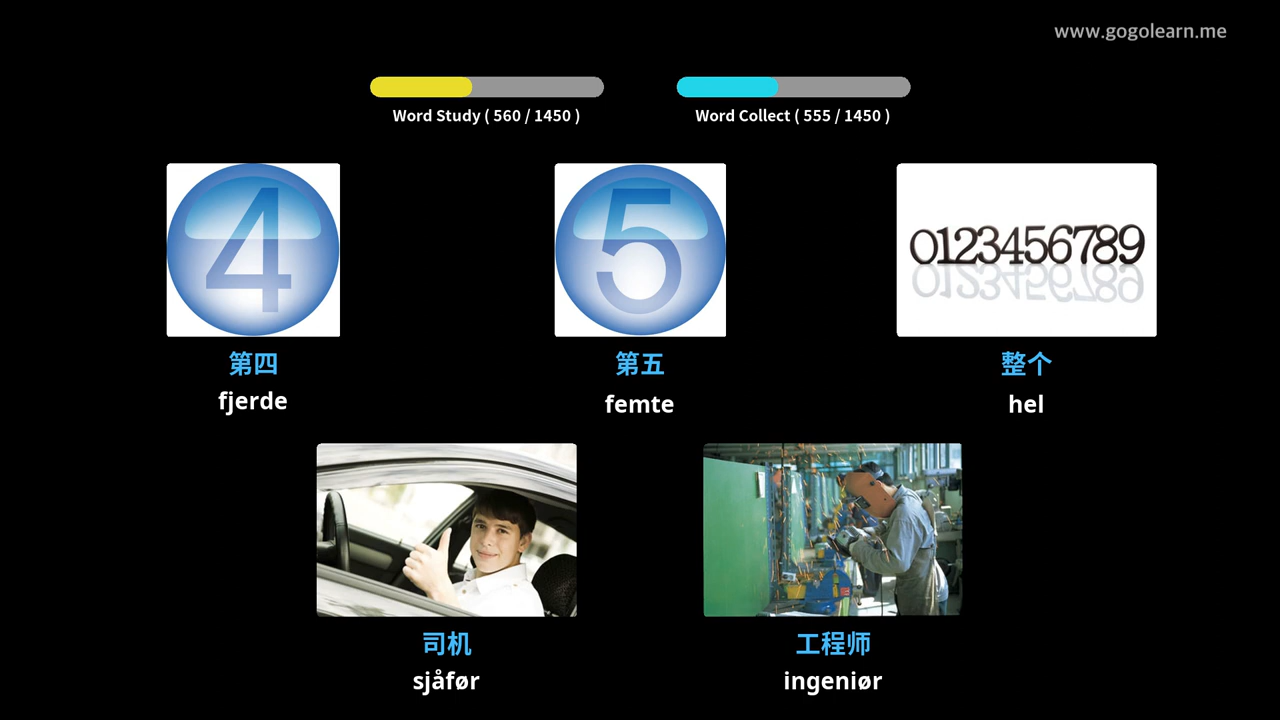 www.gogolearn.me
Word Study ( 560 / 1450 )
Word Collect ( 555 / 1450 )
4
5
0123456789
第四
第五
整个
fjerde
femte
hel
司机
工程师
sjåfør
ingeniør